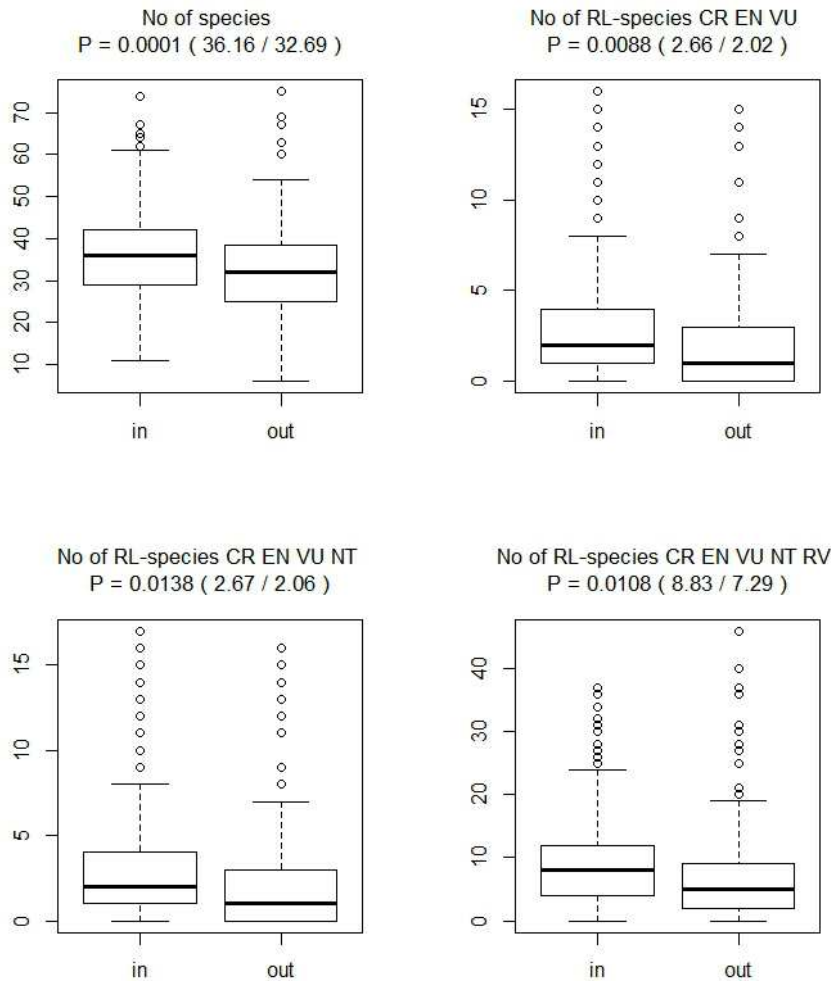 No of species
P = 0.0001 ( 36.16 / 32.69 )
70
60
50
40
30
20
10
in out
No of RL-species CR EN VU
P = 0.0088 ( 2.66 / 2.02 )
15
10
5
0
in out
No of RL-species CR EN VU NT
P = 0.0138 ( 2.67 / 2.06 )
15
10
5
0
in out
No of RL-species CR EN VU NT RV
P = 0.0108 ( 8.83 / 7.29 )
40
30
20
10
0
in out